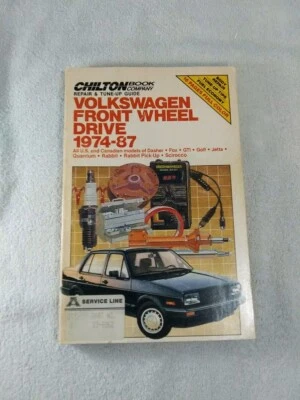 CHILTON BOOK COMPANY
REPAIR & TUNE-UP GUIDE
VOLKSWAGEN
FRONT WHEEL
DRIVE
1974-87
All U.S. and Canadian models of Dasher • Fox • GTI • Golf • Jetta •
Quantum • Rabbit • Rabbit Pick-Up • Scirocco
A SERVICE LINE